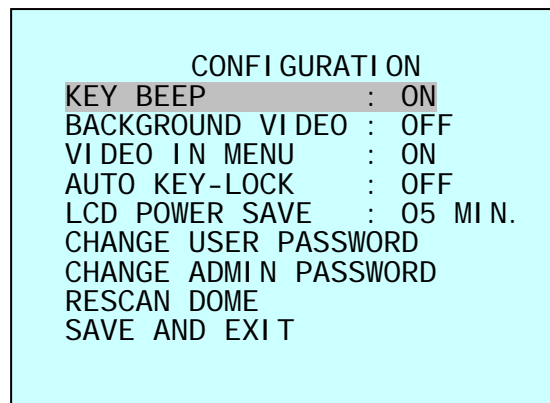 CONFIGURATION
KEY BEEP : ON
BACKGROUND VIDEO : OFF
VIDEO IN MENU : ON
AUTO KEY-LOCK : OFF
LCD POWER SAVE : 05 MIN.
CHANGE USER PASSWORD
CHANGE ADMIN PASSWORD
RESCAN DOME
SAVE AND EXIT